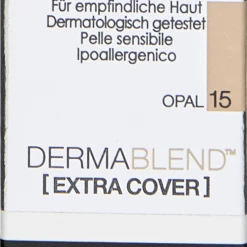 Für empfindliche Haut
Dermatologisch getestet
Pelle sensibile
Ipoallergenico
OPAL 15
DERMABLEND™
[EXTRA COVER]